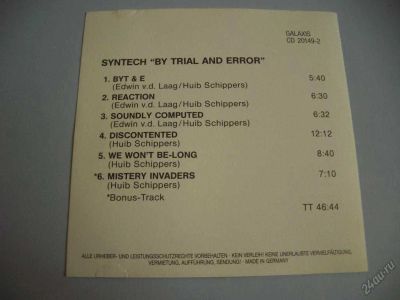 GALAXIS
CD 20149-2
SYNTECH "BY TRIAL AND ERROR"
1. BYT & E 5:40
(Edwin v.d. Laag/Huib Schippers)
2. REACTION 6:30
(Edwin v.d. Laag/Huib Schippers)
3. SOUNDLY COMPUTED 6:32
(Edwin v.d. Laag/Huib Schippers)
4. DISCONTENTED 12:12
(Huib Schippers)
5. WE WON'T BE-LONG 8:40
(Huib Schippers)
*6. MISTERY INVADERS 7:10
(Huib Schippers)
*Bonus-Track
TT 46:44
ALLE URHEBER- UND LEISTUNGSSCHUTZRECHTE VORBEHALTEN · KEIN VERLEIH! KEINE UNERLAUBTE VERVIELFÄLTIGUNG,
VERMIETUNG, AUFFÜHRUNG, SENDUNG! · MADE IN GERMANY
24au.ru